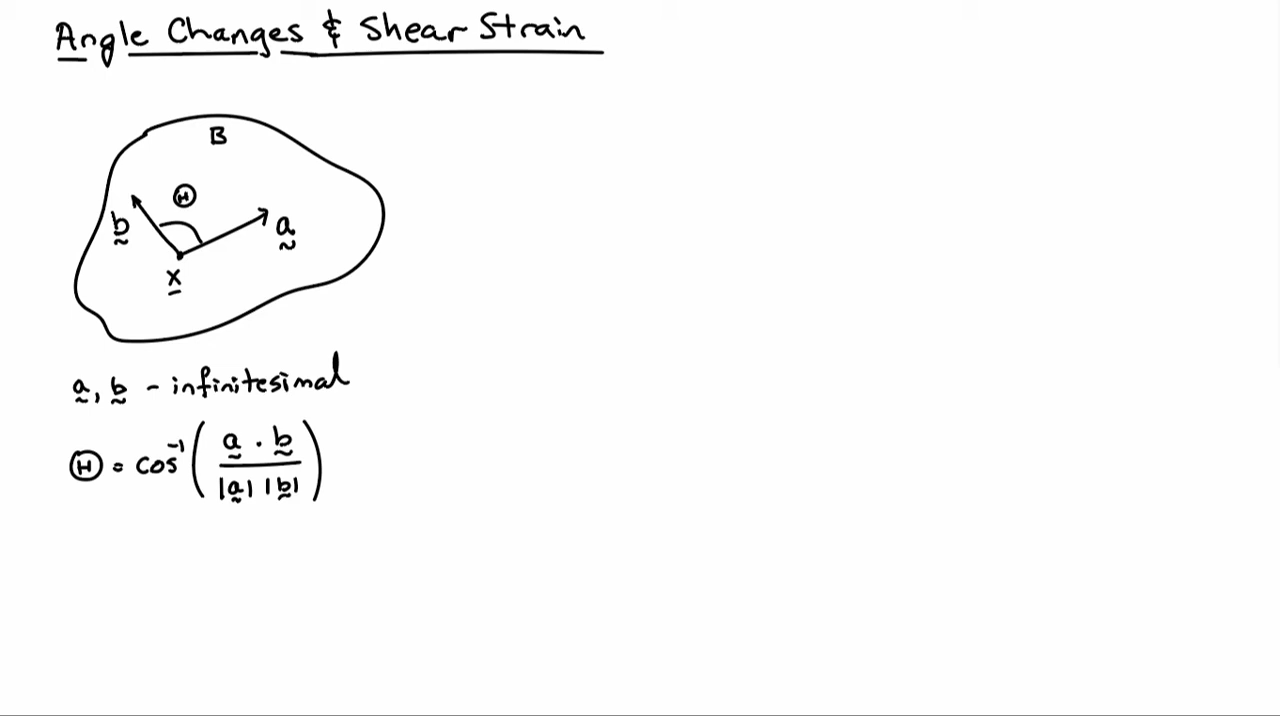 Angle Changes & Shear Strain
B
Ⓗ
b
a
x
a, b - infinitesimal
Ⓗ = cos⁻¹ ( a · b / |a| |b| )